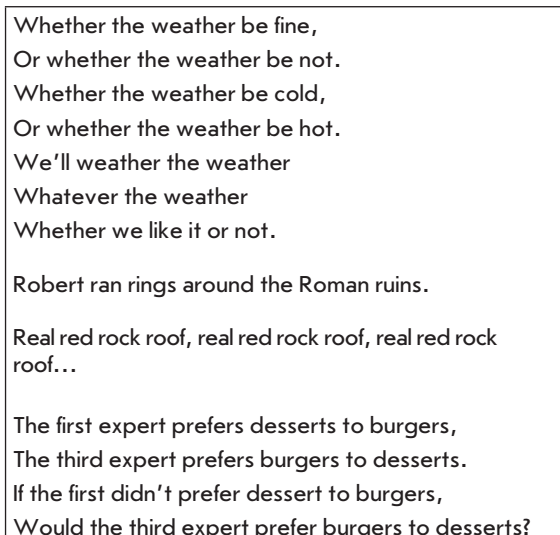 Whether the weather be fine,
Or whether the weather be not.
Whether the weather be cold,
Or whether the weather be hot.
We'll weather the weather
Whatever the weather
Whether we like it or not.
Robert ran rings around the Roman ruins.
Real red rock roof, real red rock roof, real red rock
roof...
The first expert prefers desserts to burgers,
The third expert prefers burgers to desserts.
If the first didn't prefer dessert to burgers,
Would the third expert prefer burgers to desserts?